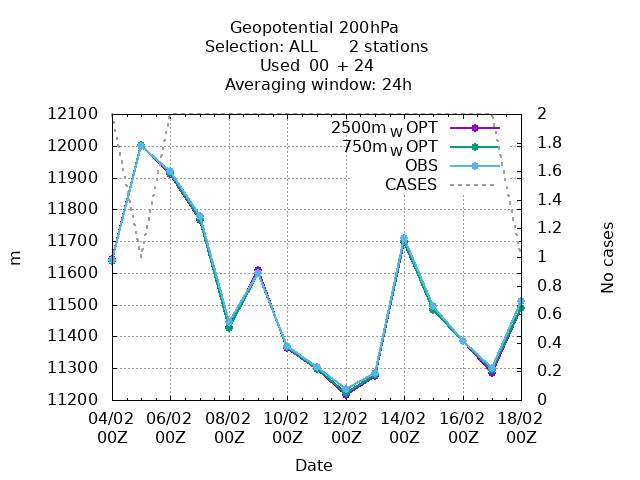 Geopotential 200hPa
Selection: ALL 2 stations
Used 00 + 24
Averaging window: 24h
12100
12000
11900
11800
11700
11600
11500
11400
11300
11200
m
2500m_W OPT
750m_W OPT
OBS
CASES
2
1.8
1.6
1.4
1.2
1
0.8
0.6
0.4
0.2
0
No cases
04/02 06/02 08/02 10/02 12/02 14/02 16/02 18/02
00Z 00Z 00Z 00Z 00Z 00Z 00Z 00Z
Date